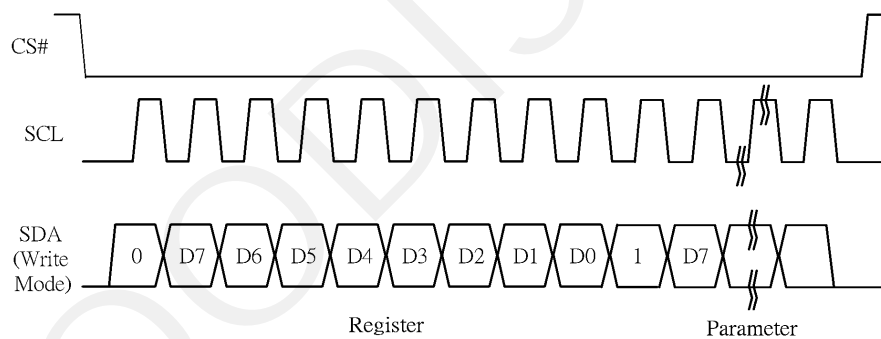 CS#
SCL
SDA
(Write
Mode)
0 D7 D6 D5 D4 D3 D2 D1 D0 1 D7
Register Parameter